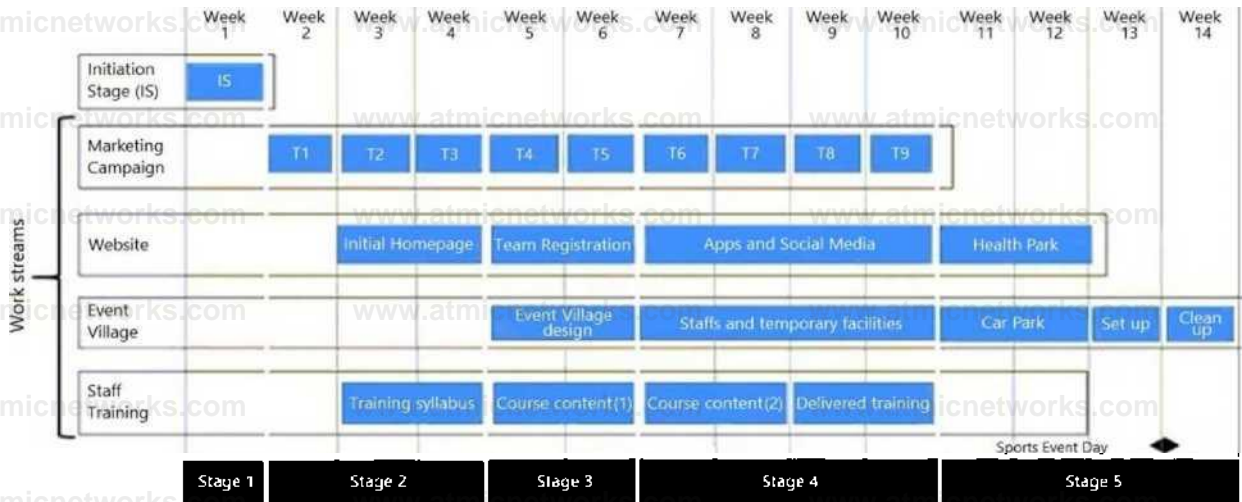 Week 1 Week 2 Week 3 Week 4 Week 5 Week 6 Week 7 Week 8 Week 9 Week 10 Week 11 Week 12 Week 13 Week 14
Initiation
Stage (IS)
IS
Marketing
Campaign
T1 T2 T3 T4 T5 T6 T7 T8 T9
Work streams
Website
Initial Homepage Team Registration Apps and Social Media Health Park
Event
Village
Event Village
design
Staffs and temporary facilities Car Park Set up Clean
up
Staff
Training
Training syllabus Course content(1) Course content(2) Delivered training
Sports Event Day
Stage 1 Stage 2 Stage 3 Stage 4 Stage 5
www.atmicnetworks.com